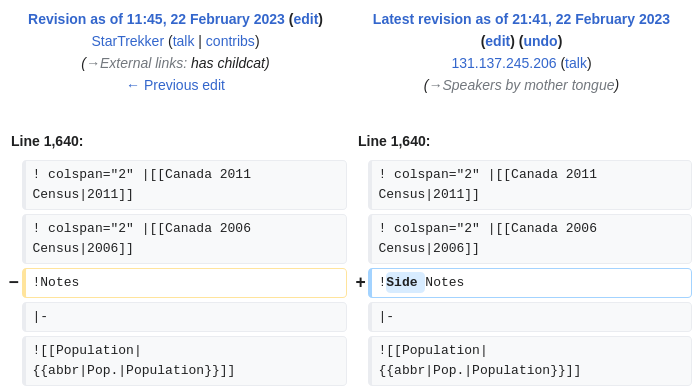 Revision as of 11:45, 22 February 2023 (edit)
StarTrekker (talk | contribs)
(→External links: has childcat)
← Previous edit
Latest revision as of 21:41, 22 February 2023
(edit) (undo)
131.137.245.206 (talk)
(→Speakers by mother tongue)
Line 1,640:
Line 1,640:
! colspan="2" |[[Canada 2011
Census|2011]]
! colspan="2" |[[Canada 2011
Census|2011]]
! colspan="2" |[[Canada 2006
Census|2006]]
! colspan="2" |[[Canada 2006
Census|2006]]
− !Notes
+ !Side Notes
|-
|-
![[Population|
{{abbr|Pop.|Population}}]]
![[Population|
{{abbr|Pop.|Population}}]]